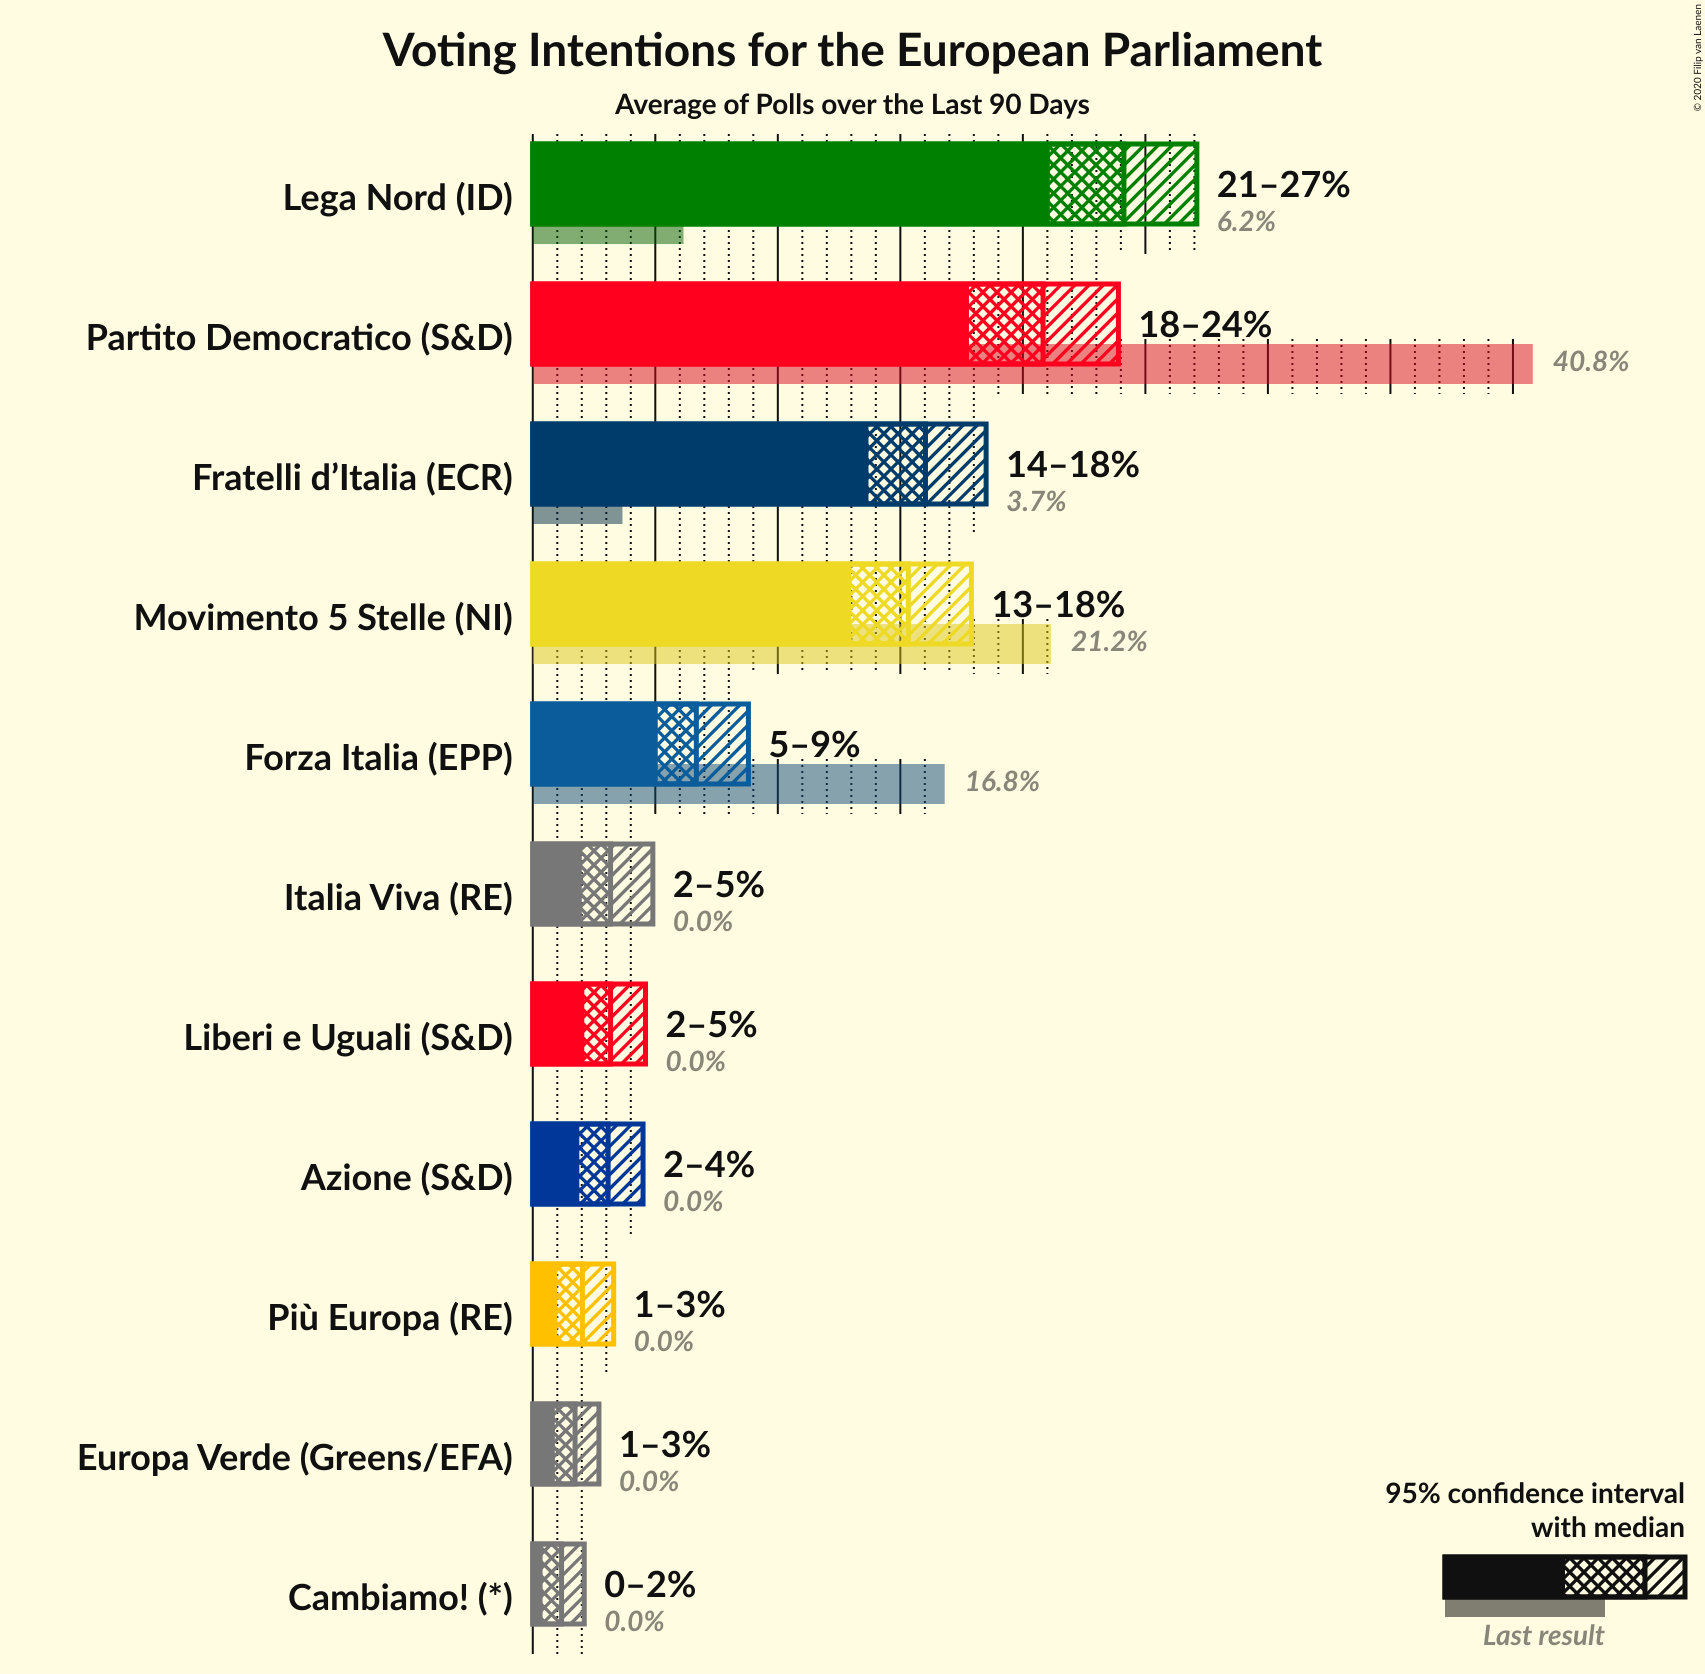 Voting Intentions for the European Parliament
Average of Polls over the Last 90 Days
© 2020 Filip van Laenen
Lega Nord (ID)
21–27%
6.2%
Partito Democratico (S&D)
18–24%
40.8%
Fratelli d’Italia (ECR)
14–18%
3.7%
Movimento 5 Stelle (NI)
13–18%
21.2%
Forza Italia (EPP)
5–9%
16.8%
Italia Viva (RE)
2–5%
0.0%
Liberi e Uguali (S&D)
2–5%
0.0%
Azione (S&D)
2–4%
0.0%
Più Europa (RE)
1–3%
0.0%
Europa Verde (Greens/EFA)
1–3%
0.0%
Cambiamo! (*)
0–2%
0.0%
95% confidence interval
with median
Last result